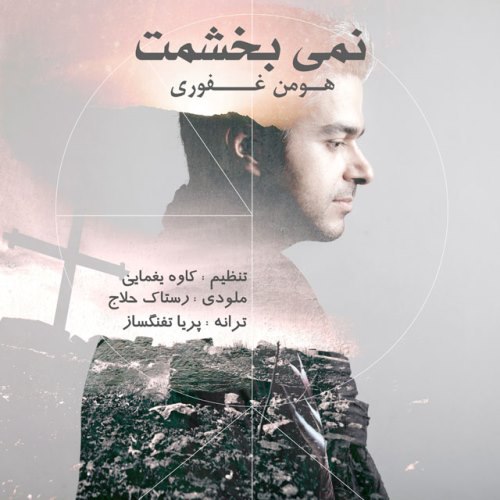 نمی بخشمت
هومن غفوری
تنظیم : کاوه یغمایی
ملودی : رستاک حلاج
ترانه : پریا تفنگساز